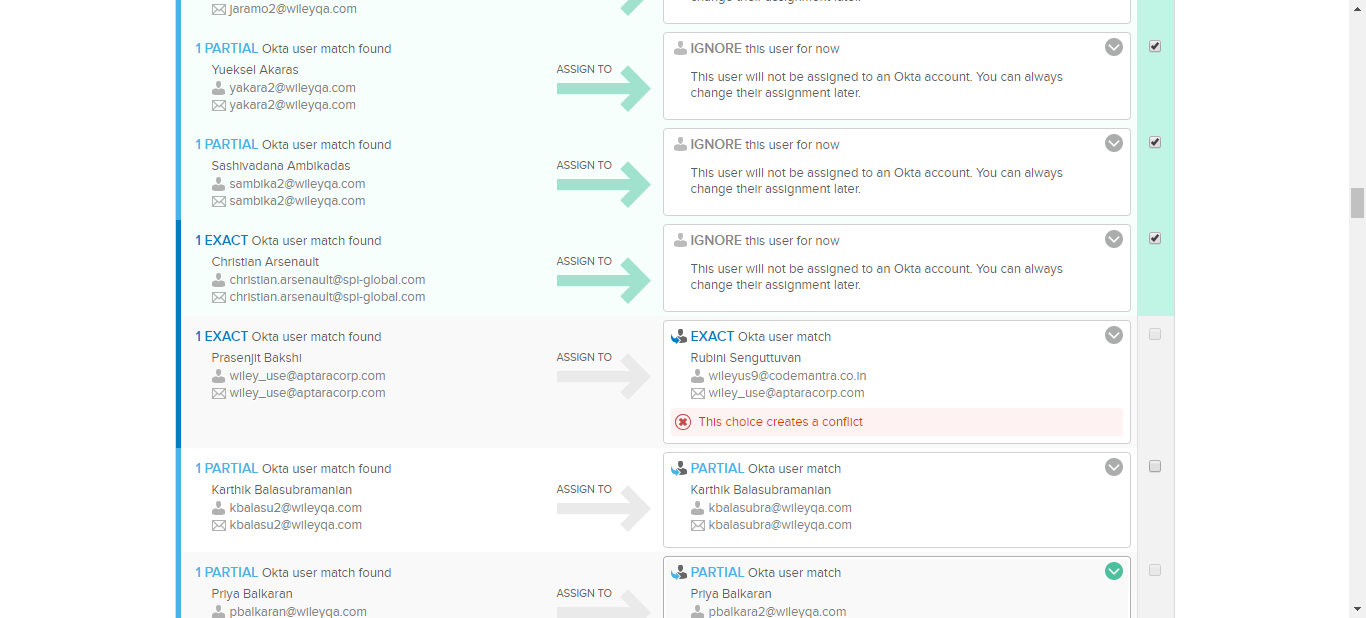 jaramo2@wileyqa.com
change their assignment later.
1 PARTIAL Okta user match found
Yueksel Akaras
yakara2@wileyqa.com
yakara2@wileyqa.com
ASSIGN TO
IGNORE this user for now
This user will not be assigned to an Okta account. You can always
change their assignment later.
1 PARTIAL Okta user match found
Sashivadana Ambikadas
sambika2@wileyqa.com
sambika2@wileyqa.com
ASSIGN TO
IGNORE this user for now
This user will not be assigned to an Okta account. You can always
change their assignment later.
1 EXACT Okta user match found
Christian Arsenault
christian.arsenault@spi-global.com
christian.arsenault@spi-global.com
ASSIGN TO
IGNORE this user for now
This user will not be assigned to an Okta account. You can always
change their assignment later.
1 EXACT Okta user match found
Prasenjit Bakshi
wiley_use@aptaracorp.com
wiley_use@aptaracorp.com
ASSIGN TO
EXACT Okta user match
Rubini Senguttuvan
wileyus9@codemantra.co.in
wiley_use@aptaracorp.com
This choice creates a conflict
1 PARTIAL Okta user match found
Karthik Balasubramanian
kbalasu2@wileyqa.com
kbalasu2@wileyqa.com
ASSIGN TO
PARTIAL Okta user match
Karthik Balasubramanian
kbalasubra@wileyqa.com
kbalasubra@wileyqa.com
1 PARTIAL Okta user match found
Priya Balkaran
pbalkaran@wileyqa.com
ASSIGN TO
PARTIAL Okta user match
Priya Balkaran
pbalkara2@wileyqa.com